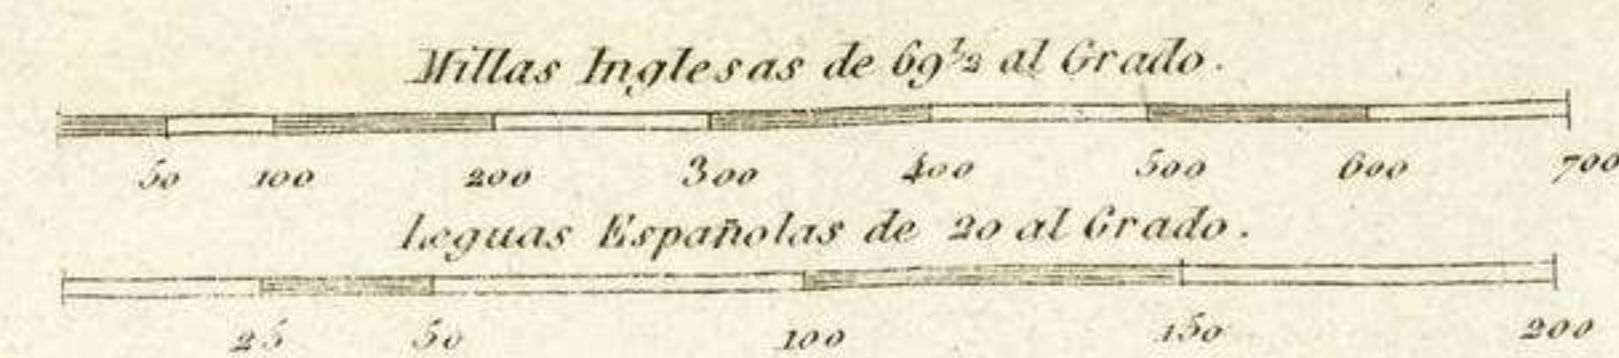 Millas Inglesas de 69½ al Grado.
50 100 200 300 400 500 600 700
Leguas Españolas de 20 al Grado.
25 50 100 150 200